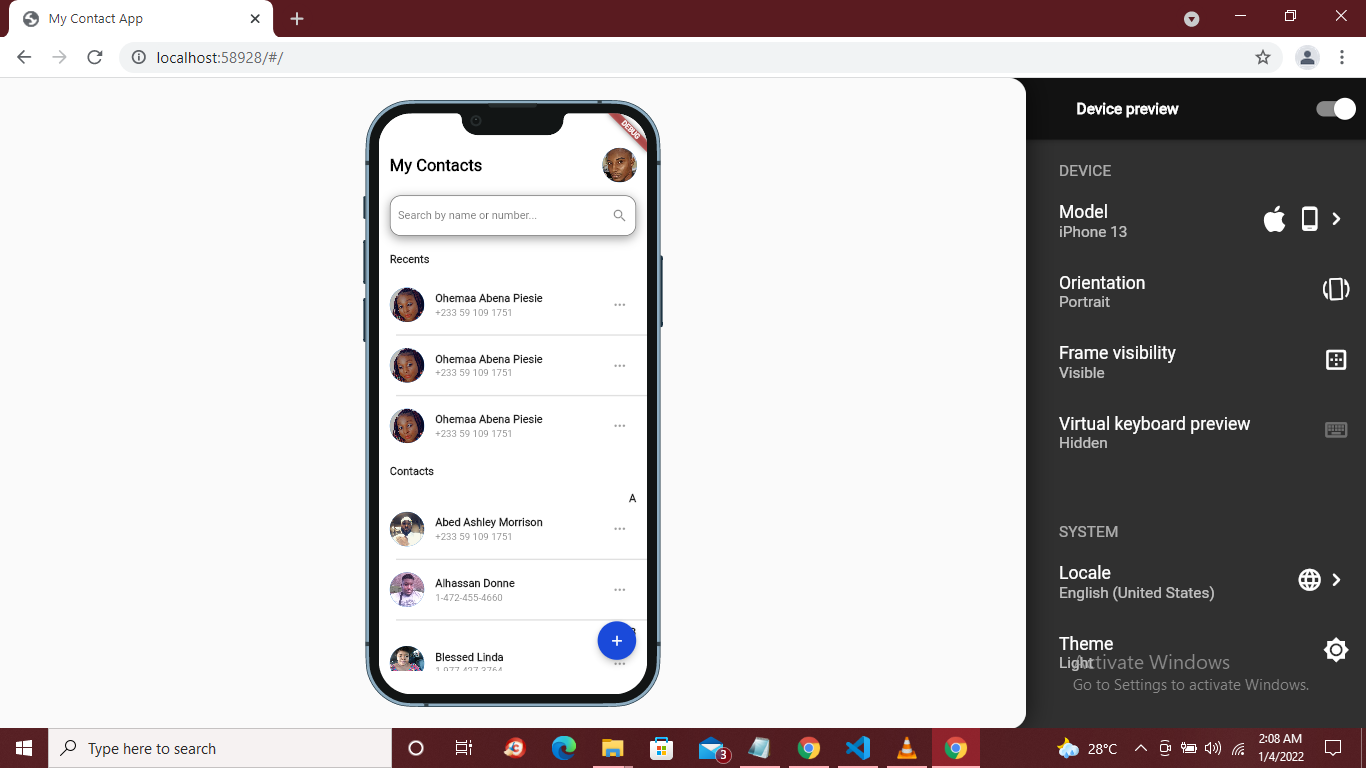 My Contact App
localhost:58928/#/
DEBUG
My Contacts
Search by name or number...
Recents
Ohemaa Abena Piesie
+233 59 109 1751
Ohemaa Abena Piesie
+233 59 109 1751
Ohemaa Abena Piesie
+233 59 109 1751
Contacts
A
Abed Ashley Morrison
+233 59 109 1751
Alhassan Donne
1-472-455-4660
Blessed Linda
1-977-427-3764
Device preview
DEVICE
Model
iPhone 13
Orientation
Portrait
Frame visibility
Visible
Virtual keyboard preview
Hidden
SYSTEM
Locale
English (United States)
Theme
Light
Activate Windows
Go to Settings to activate Windows.
Type here to search
3
28°C
2:08 AM
1/4/2022